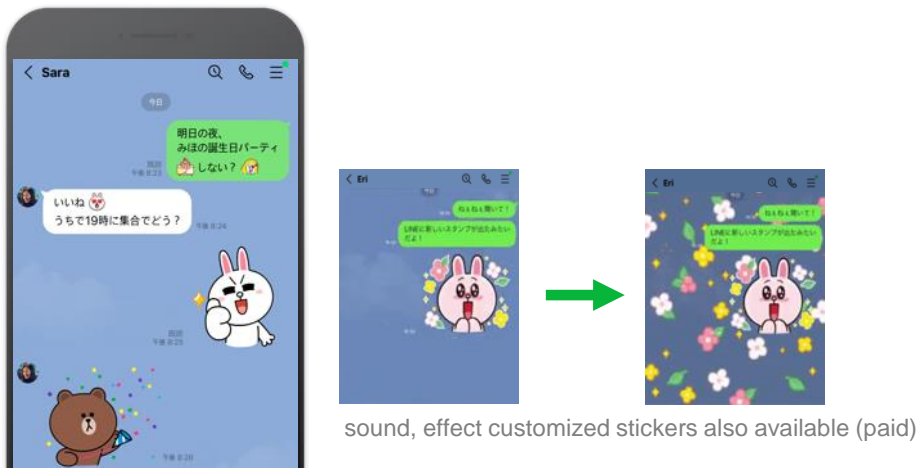 Sara
今日
明日の夜、
みほの誕生日パーティ
しない?
既読
午後 8:23
いいね
うちで19時に集合でどう?
午後 8:24
既読
午後 8:25
午後 8:28
Eri
ねぇねぇ聞いて!
LINEに新しいスタンプが出たみたい
だよ!
Eri
ねぇねぇ聞いて!
LINEに新しいスタンプが出たみたい
だよ!
sound, effect customized stickers also available (paid)